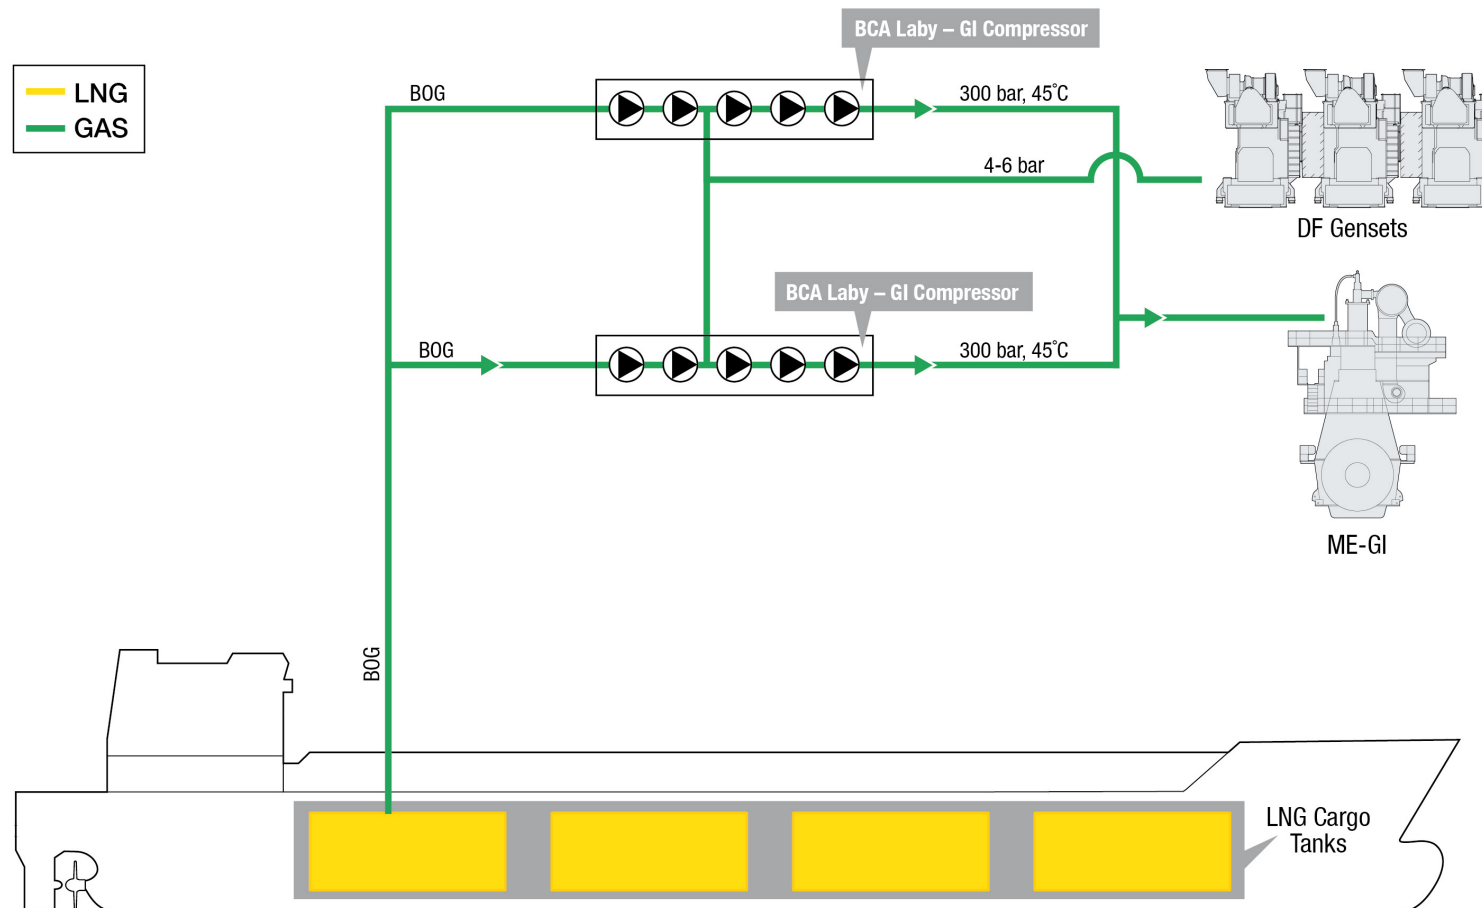 BCA Laby – GI Compressor
LNG
GAS
BOG
300 bar, 45°C
4-6 bar
DF Gensets
BCA Laby – GI Compressor
BOG
300 bar, 45°C
ME-GI
BOG
LNG Cargo
Tanks